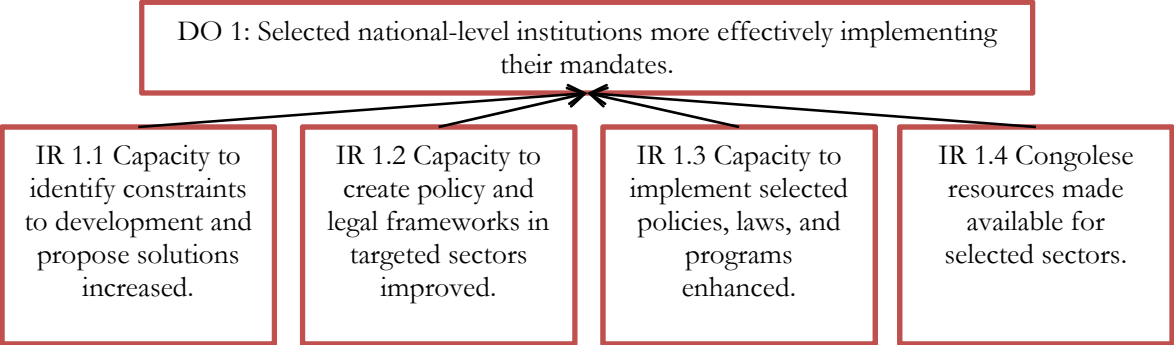 DO 1: Selected national-level institutions more effectively implementing
their mandates.
IR 1.1 Capacity to
identify constraints
to development and
propose solutions
increased.
IR 1.2 Capacity to
create policy and
legal frameworks in
targeted sectors
improved.
IR 1.3 Capacity to
implement selected
policies, laws, and
programs
enhanced.
IR 1.4 Congolese
resources made
available for
selected sectors.